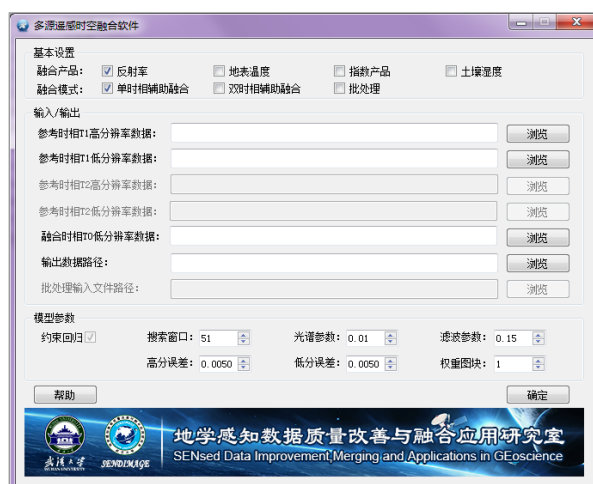 多源遥感时空融合软件
基本设置
融合产品： 反射率 地表温度 指数产品 土壤湿度
融合模式： 单时相辅助融合 双时相辅助融合 批处理
输入/输出
参考时相T1高分辨率数据： 浏览
参考时相T1低分辨率数据： 浏览
参考时相T2高分辨率数据： 浏览
参考时相T2低分辨率数据： 浏览
融合时相T0低分辨率数据： 浏览
输出数据路径： 浏览
批处理输入文件路径： 浏览
模型参数
约束回归 搜索窗口： 51 光谱参数： 0.01 滤波参数： 0.15
高分误差： 0.0050 低分误差： 0.0050 权重图块： 1
帮助 确定
地学感知数据质量改善与融合应用研究室
SENsed Data Improvement,Merging and Applications in GEoscience
武汉大学 SENDIMAGE